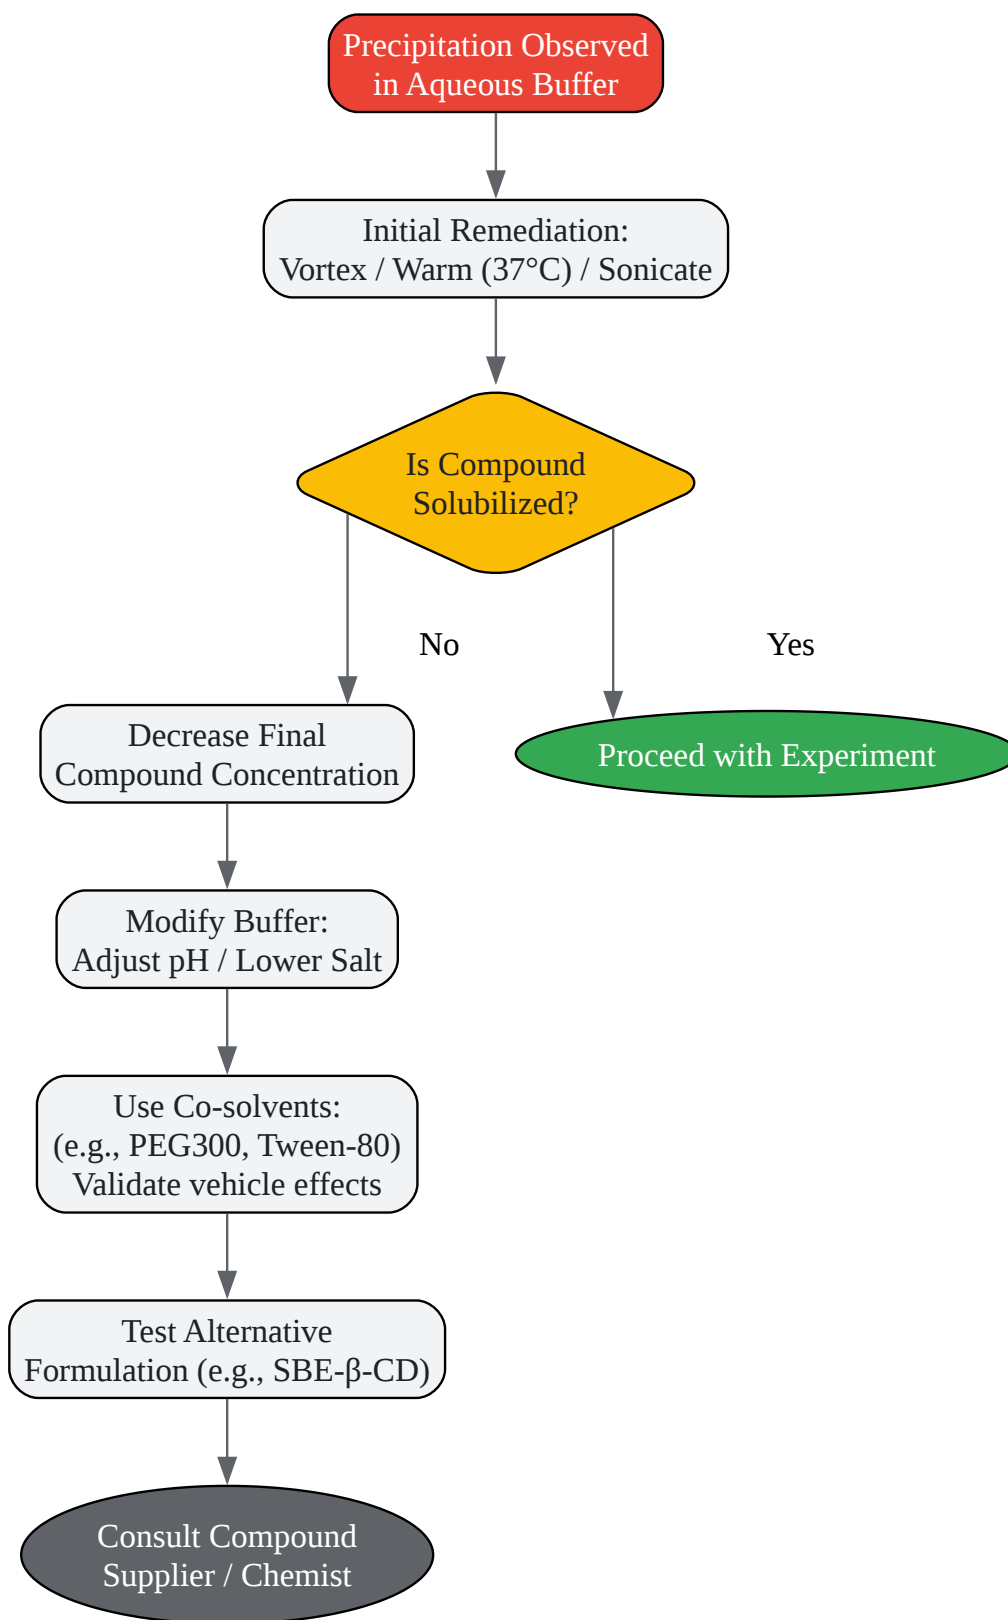 Precipitation Observed
in Aqueous Buffer
Initial Remediation:
Vortex / Warm (37°C) / Sonicate
Is Compound
Solubilized?
No
Yes
Decrease Final
Compound Concentration
Proceed with Experiment
Modify Buffer:
Adjust pH / Lower Salt
Use Co-solvents:
(e.g., PEG300, Tween-80)
Validate vehicle effects
Test Alternative
Formulation (e.g., SBE-β-CD)
Consult Compound
Supplier / Chemist